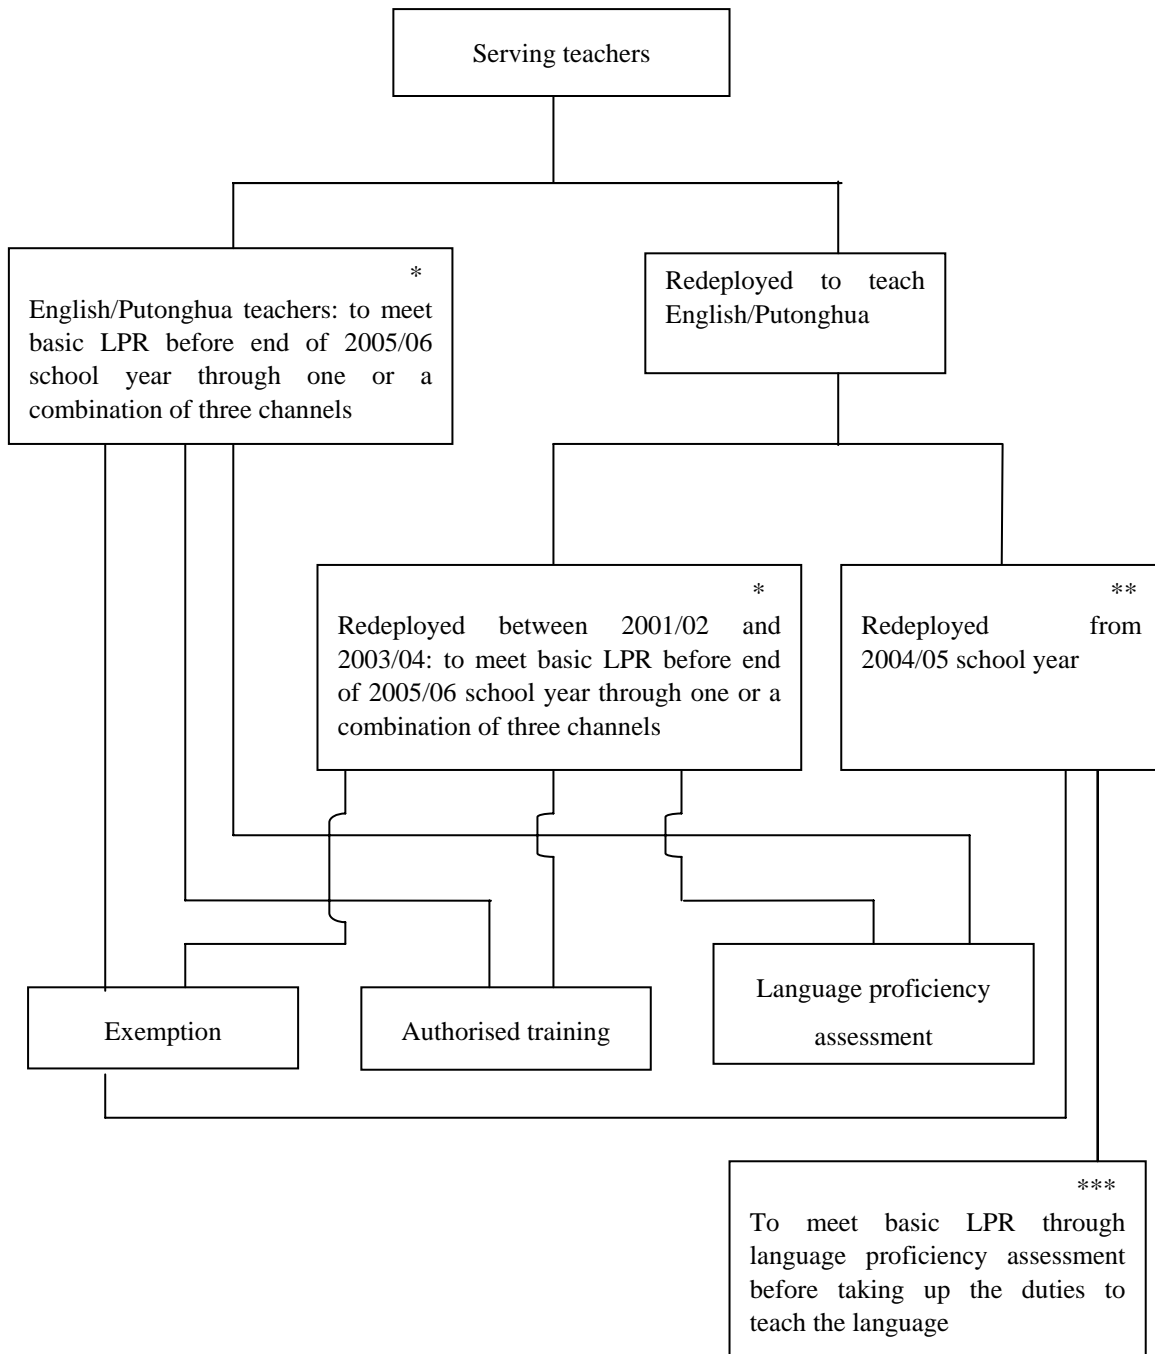 Serving teachers
*
English/Putonghua teachers: to meet
basic LPR before end of 2005/06
school year through one or a
combination of three channels
Redeployed to teach
English/Putonghua
*
Redeployed between 2001/02 and
2003/04: to meet basic LPR before end
of 2005/06 school year through one or a
combination of three channels
**
Redeployed from
2004/05 school year
Exemption
Authorised training
Language proficiency
assessment
***
To meet basic LPR through
language proficiency assessment
before taking up the duties to
teach the language